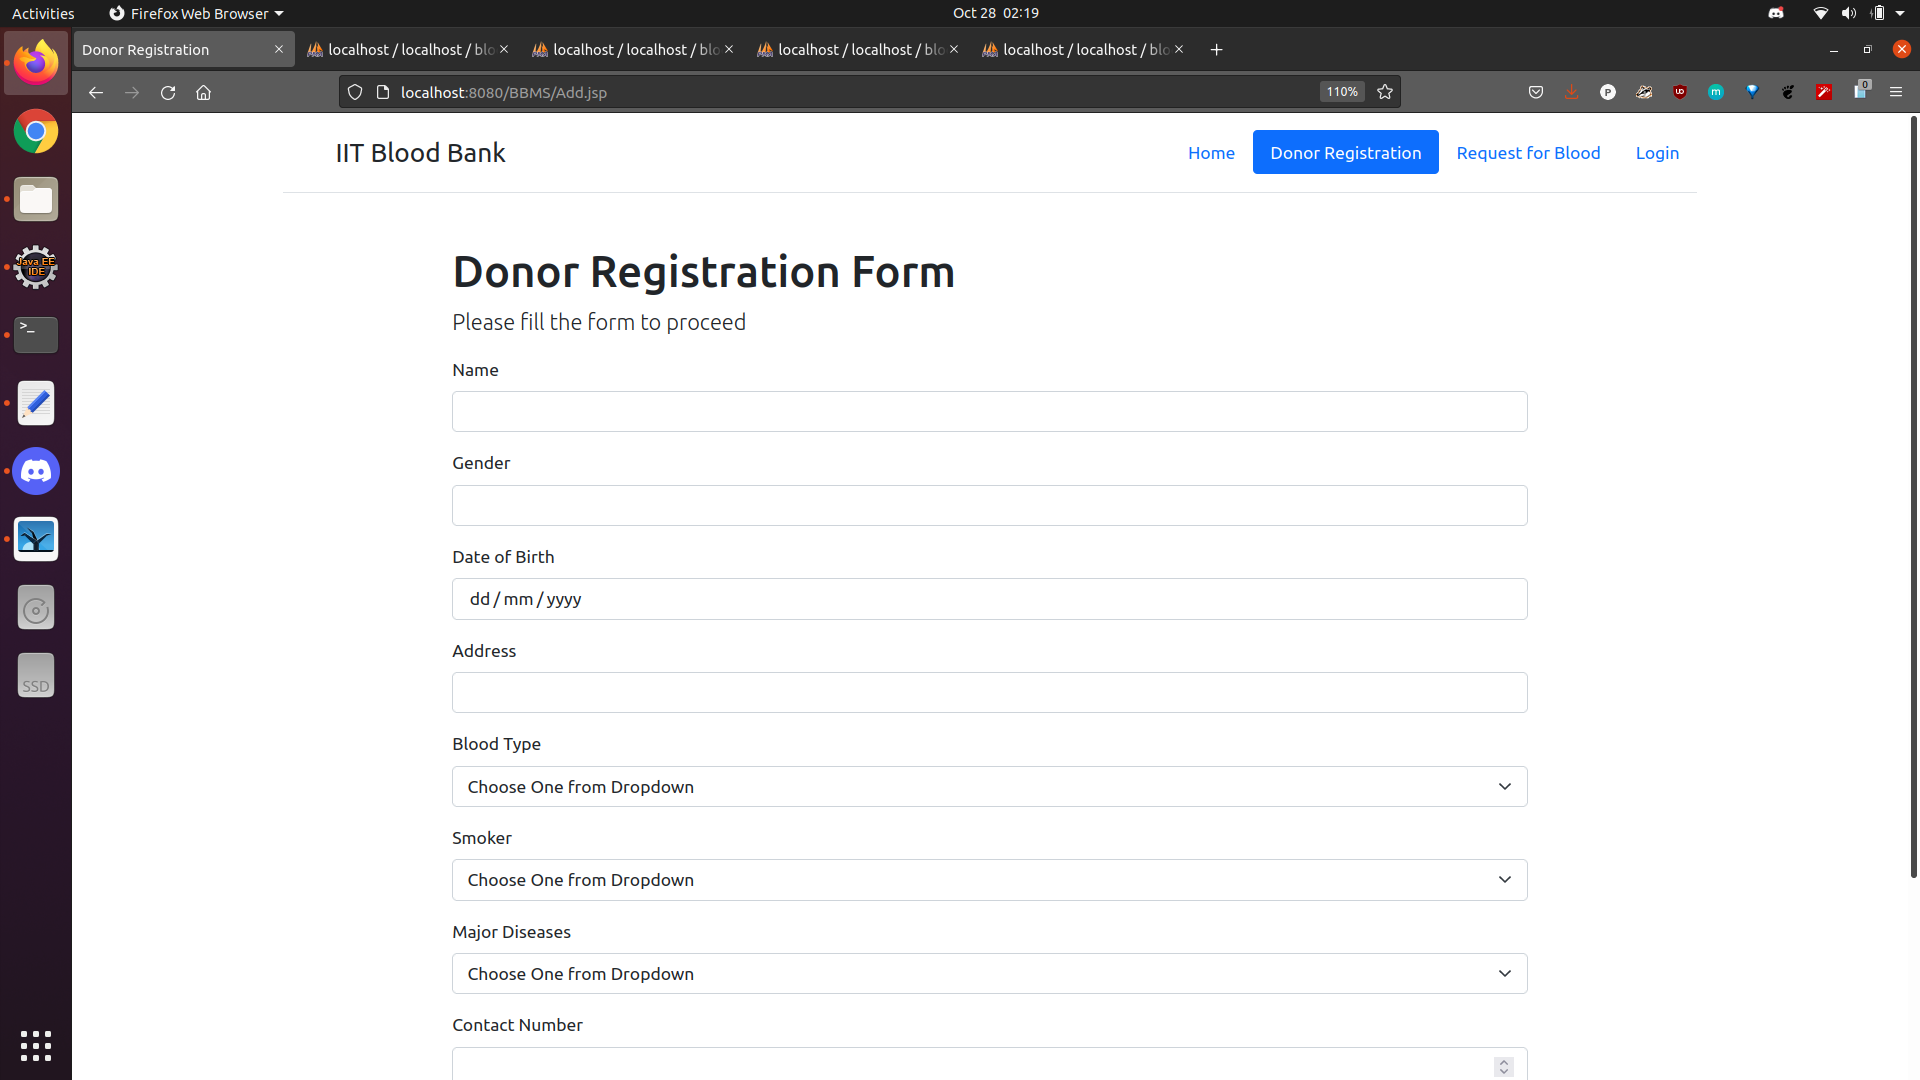 Activities
Firefox Web Browser
Oct 28 02:19
Donor Registration
localhost / localhost / blo
localhost / localhost / blo
localhost / localhost / blo
localhost / localhost / blo
localhost:8080/BBMS/Add.jsp
110%
P
m
0
IIT Blood Bank
Home
Donor Registration
Request for Blood
Login
Java EE
IDE
>_
SSD
Donor Registration Form
Please fill the form to proceed
Name
Gender
Date of Birth
dd / mm / yyyy
Address
Blood Type
Choose One from Dropdown
Smoker
Choose One from Dropdown
Major Diseases
Choose One from Dropdown
Contact Number